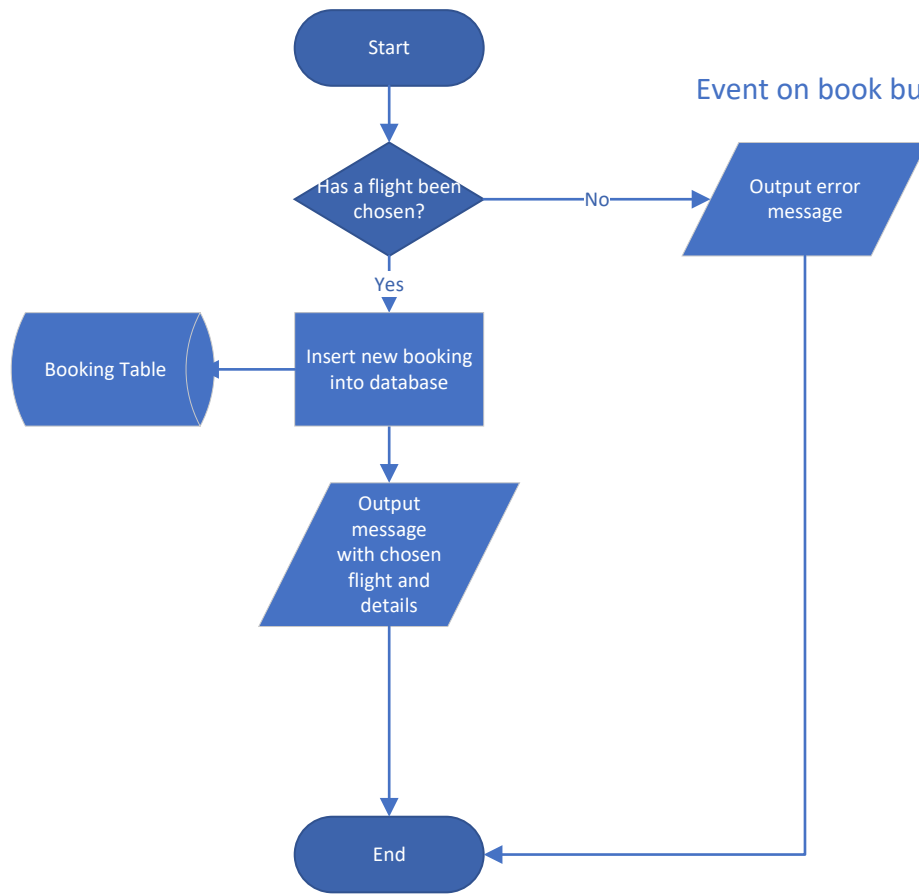 Start
Event on book bu
Has a flight been
chosen?
No
Output error
message
Yes
Booking Table
Insert new booking
into database
Output
message
with chosen
flight and
details
End